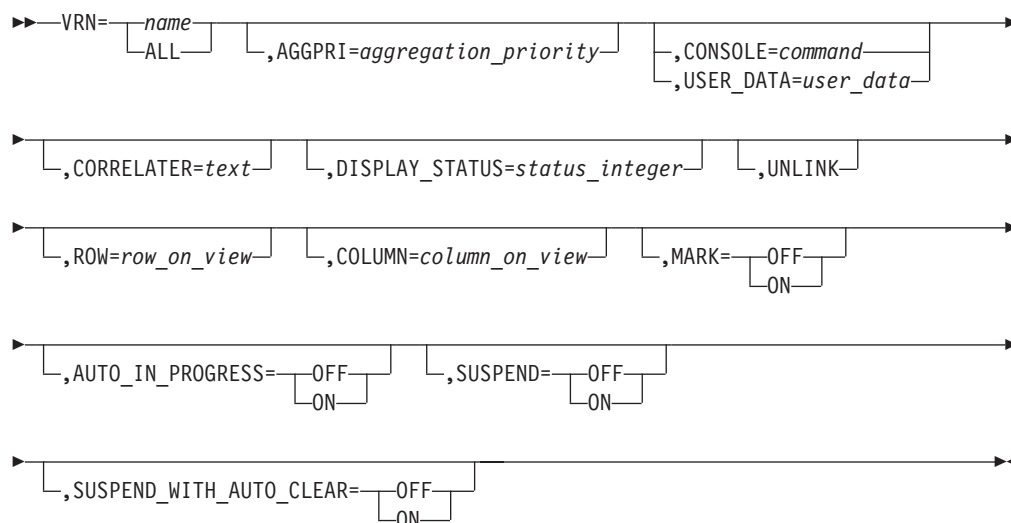 VRN= name ,AGGPRI=aggregation_priority ,CONSOLE=command
ALL ,USER_DATA=user_data
,CORRELATER=text ,DISPLAY_STATUS=status_integer ,UNLINK
,ROW=row_on_view ,COLUMN=column_on_view ,MARK= OFF
ON
,AUTO_IN_PROGRESS= OFF ,SUSPEND= OFF
ON ON
,SUSPEND_WITH_AUTO_CLEAR= OFF
ON